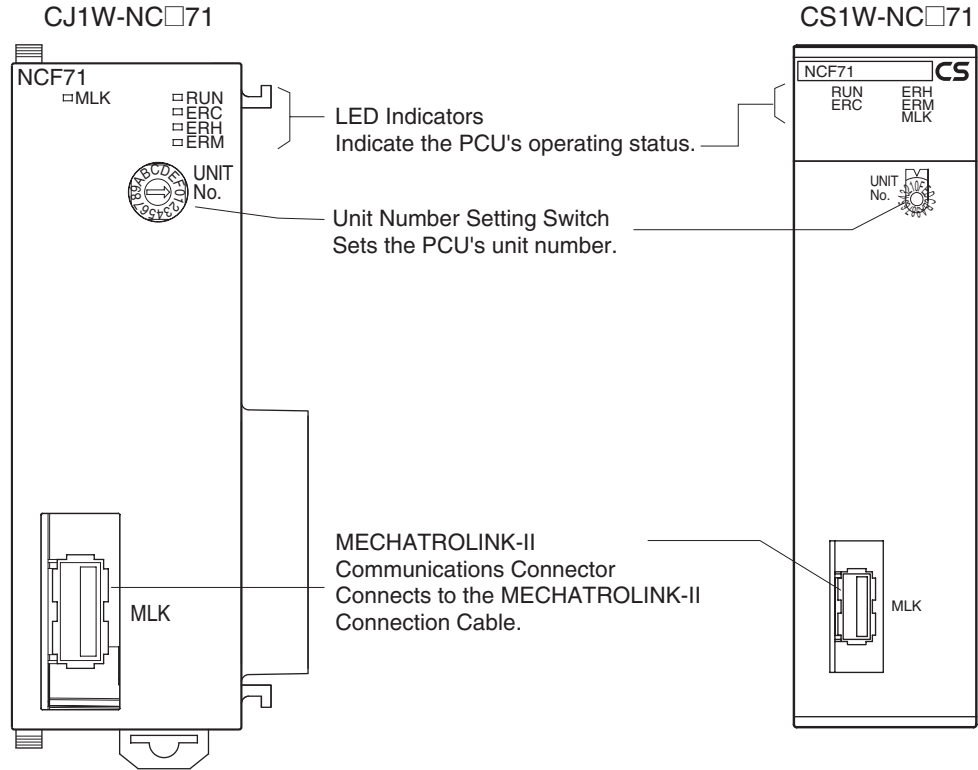 CJ1W-NC□71
CS1W-NC□71
NCF71
MLK
RUN
ERC
ERH
ERM
UNIT
No.
89ABCDEF01234567
LED Indicators
Indicate the PCU's operating status.
Unit Number Setting Switch
Sets the PCU's unit number.
MECHATROLINK-II
Communications Connector
Connects to the MECHATROLINK-II
Connection Cable.
MLK
NCF71
CS
RUN
ERC
ERH
ERM
MLK
UNIT
No.
MLK